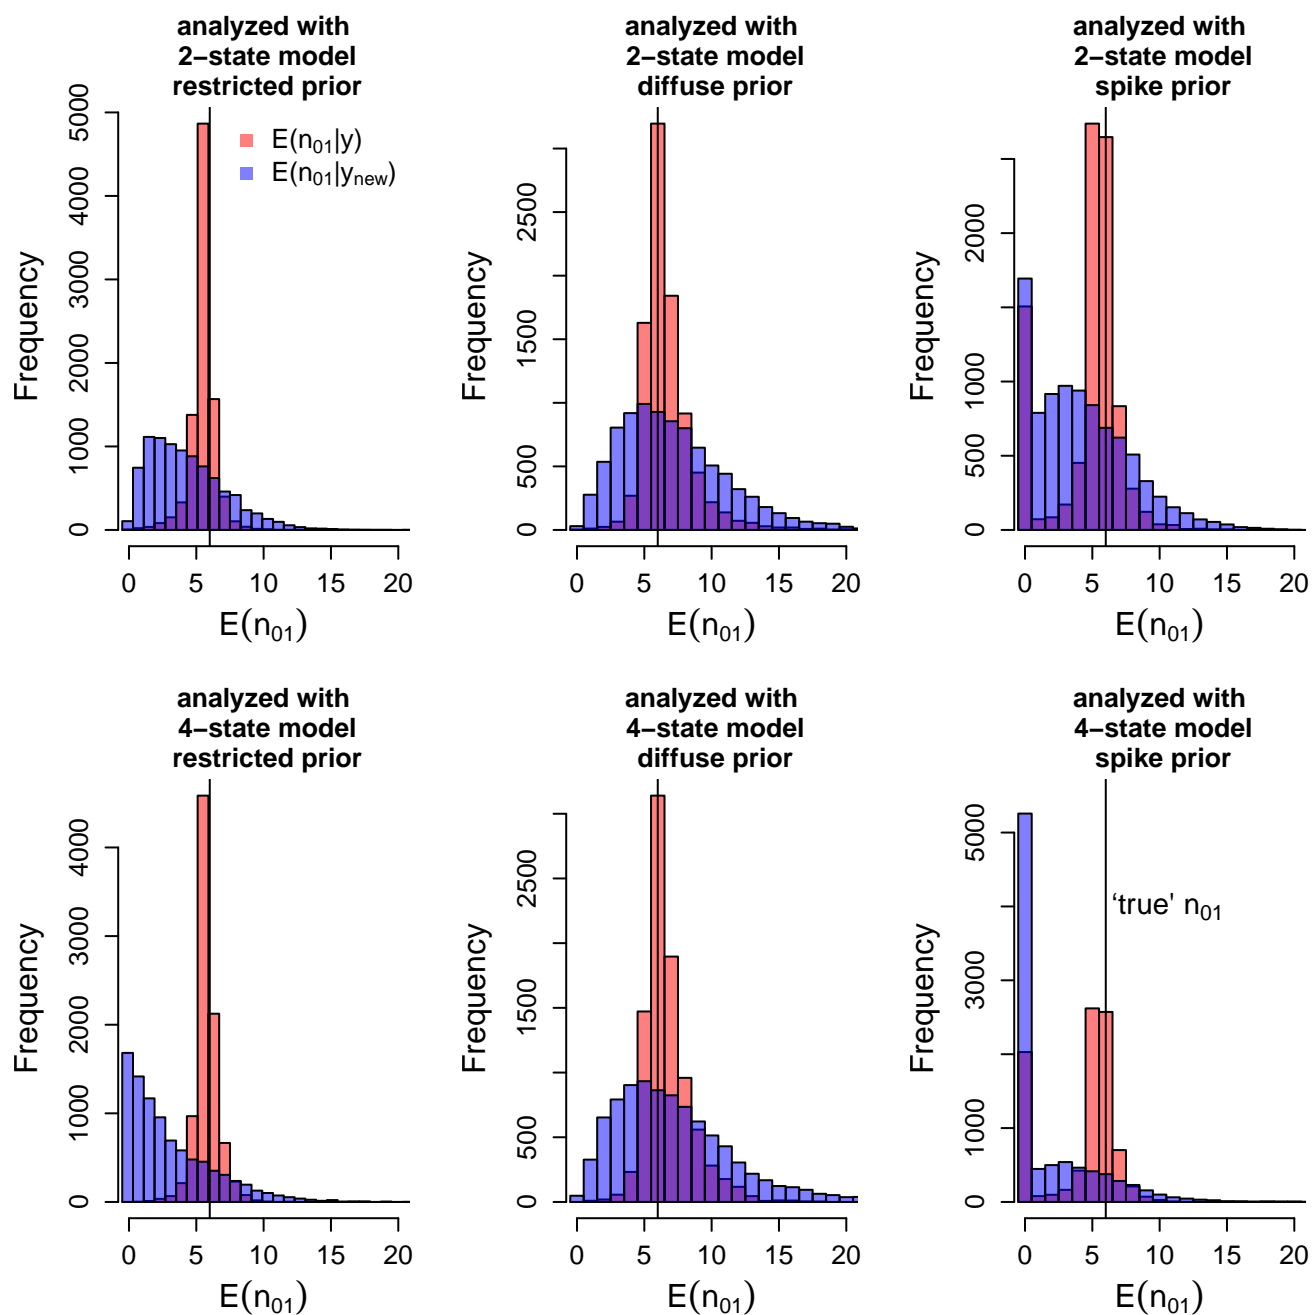 analyzed with
2−state model
restricted prior
Frequency
0 1000 2000 3000 4000 5000
E(n01|y)
E(n01|ynew)
0 5 10 15 20
E(n01)
analyzed with
2−state model
diffuse prior
Frequency
0 500 1500 2500
0 5 10 15 20
E(n01)
analyzed with
2−state model
spike prior
Frequency
0 500 1000 2000
0 5 10 15 20
E(n01)
analyzed with
4−state model
restricted prior
Frequency
0 1000 2000 3000 4000
0 5 10 15 20
E(n01)
analyzed with
4−state model
diffuse prior
Frequency
0 500 1500 2500
0 5 10 15 20
E(n01)
analyzed with
4−state model
spike prior
Frequency
0 1000 3000 5000
‘true' n01
0 5 10 15 20
E(n01)